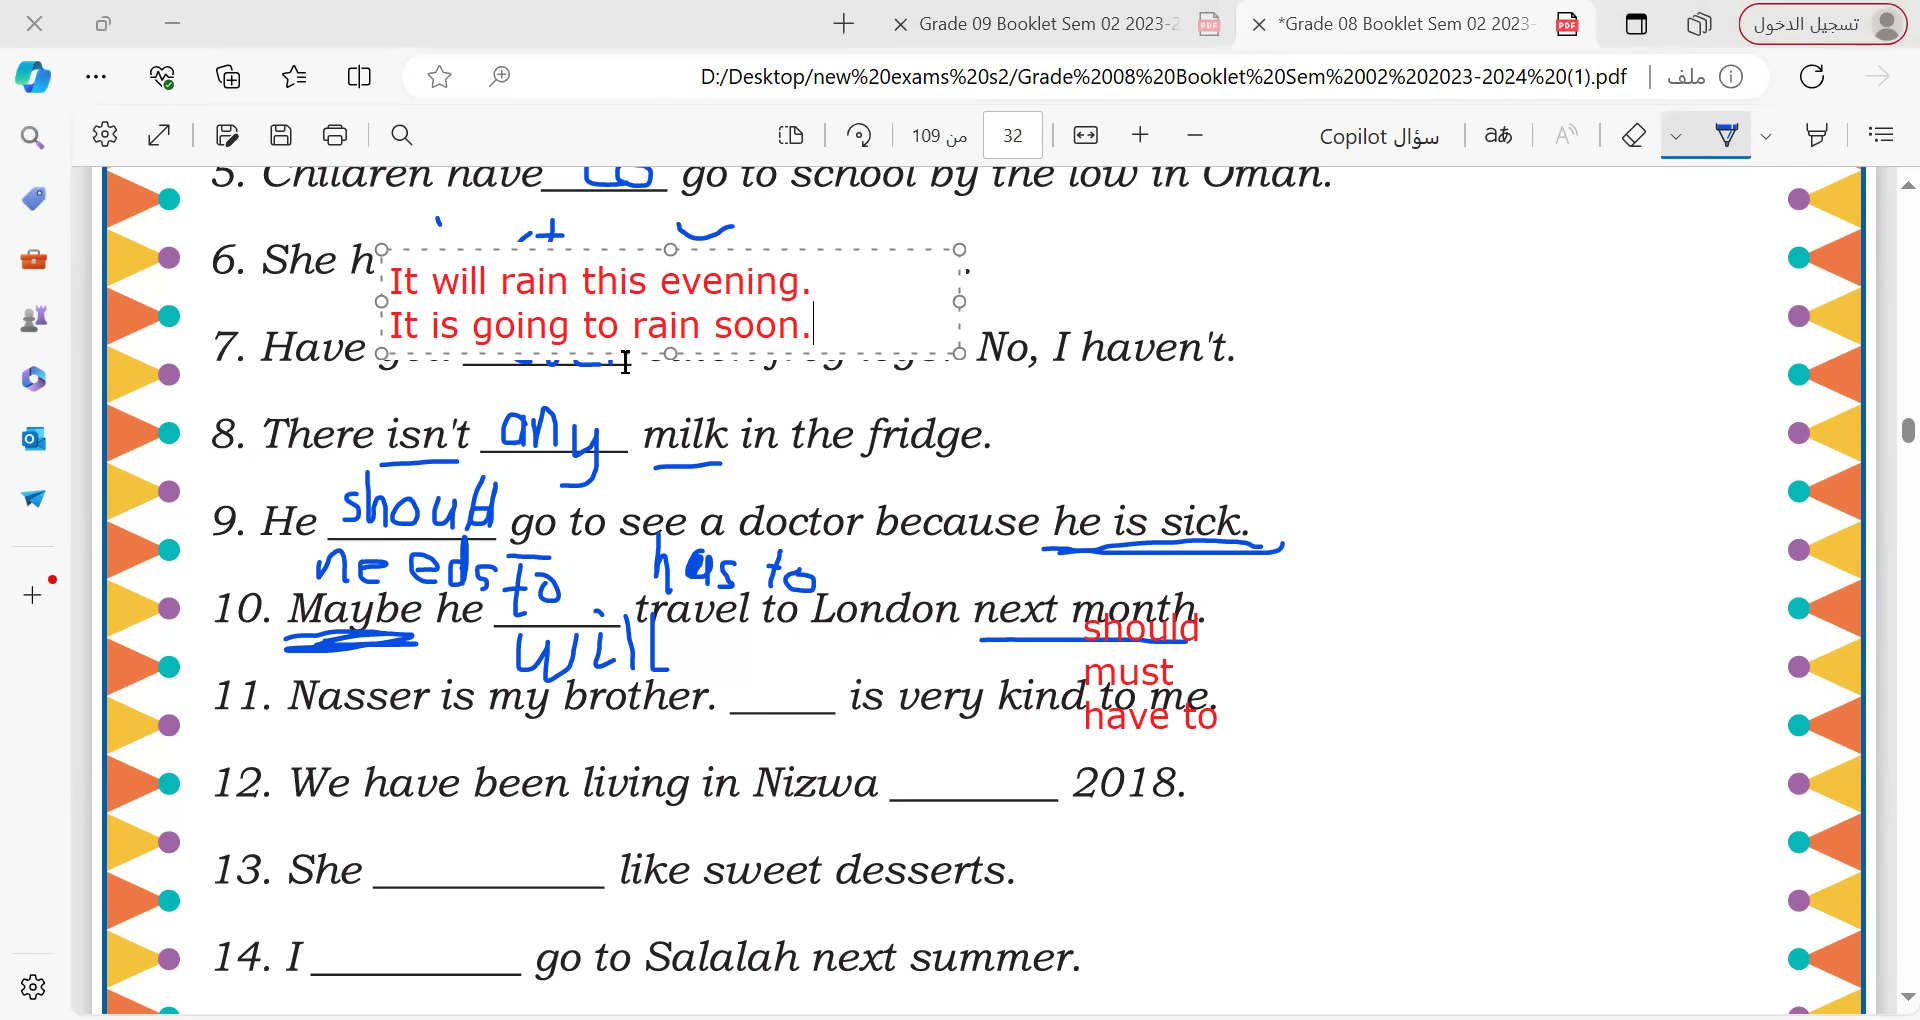 Grade 09 Booklet Sem 02 2023-2
*Grade 08 Booklet Sem 02 2023-
PDF
PDF
تسجيل الدخول
D:/Desktop/new%20exams%20s2/Grade%2008%20Booklet%20Sem%2002%202023-2024%20(1).pdf
ملف
109 من
32
سؤال Copilot
aあ
5. Children have to go to school by the low in Oman.
6. She h
It will rain this evening.
It is going to rain soon.
7. Have
No, I haven't.
8. There isn't any milk in the fridge.
9. He should go to see a doctor because he is sick.
needs to has to
10. Maybe he will travel to London next month.
should
must
have to
11. Nasser is my brother. _____ is very kind to me.
12. We have been living in Nizwa ________ 2018.
13. She ___________ like sweet desserts.
14. I __________ go to Salalah next summer.